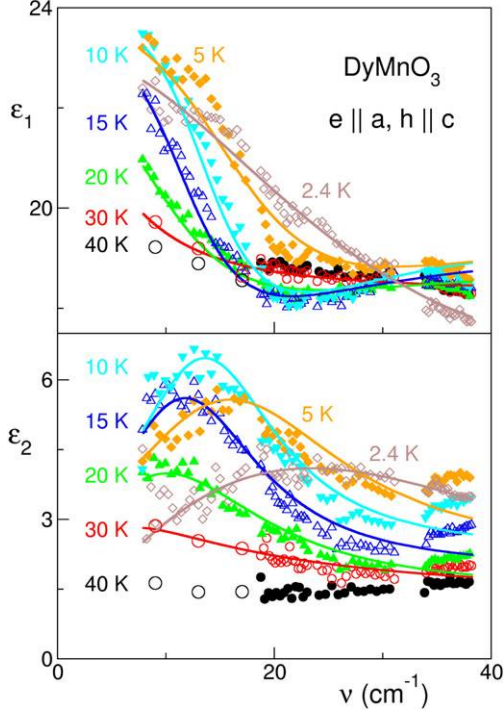 24
10 K
5 K
DyMnO₃
ε₁
15 K
e || a, h || c
20 K
20
2.4 K
30 K
40 K
6
10 K
5 K
ε₂
15 K
2.4 K
20 K
3
30 K
40 K
0
0
20
40
ν (cm⁻¹)